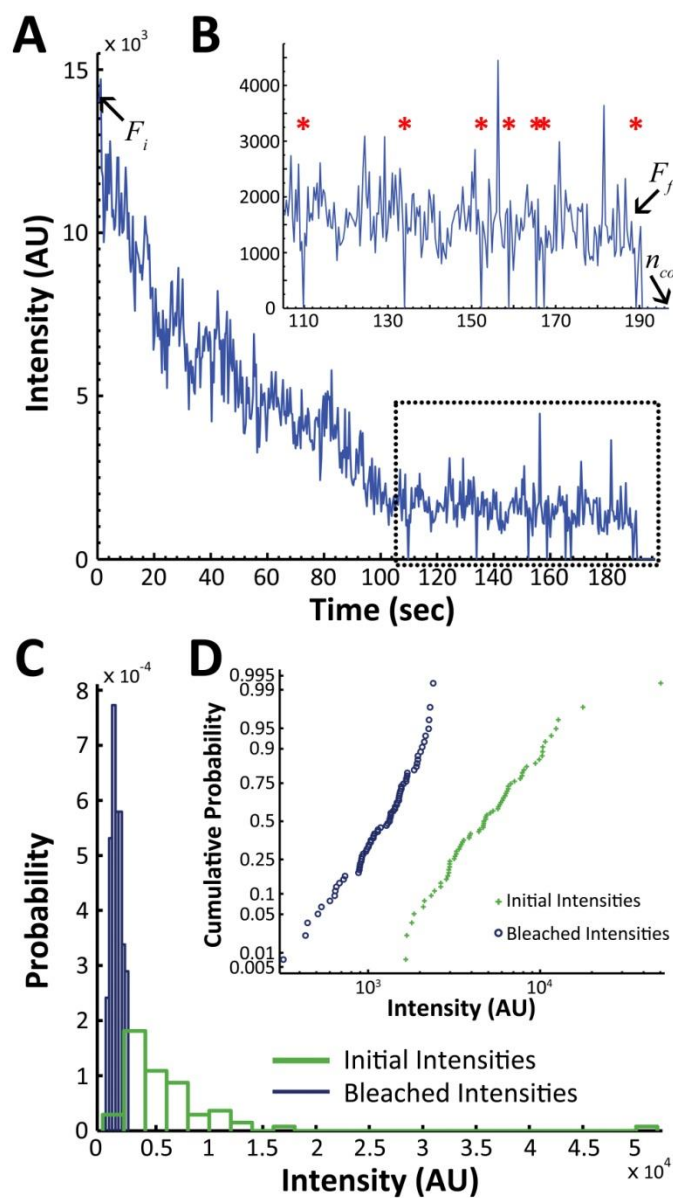 A
B
× 10³
15
10
5
0
Intensity (AU)
F_i
0 20 40 60 80 100 120 140 160 180
Time (sec)
4000
3000
2000
1000
0
* * * * * * *
F_f
n_co
110 130 150 170 190
C
D
× 10⁻⁴
8
7
6
5
4
3
2
1
0
Probability
0 0.5 1 1.5 2 2.5 3 3.5 4 4.5 5
× 10⁴
Intensity (AU)
Initial Intensities
Bleached Intensities
0.995
0.99
0.95
0.9
0.75
0.5
0.25
0.1
0.05
0.01
0.005
Cumulative Probability
+ Initial Intensities
o Bleached Intensities
10³ 10⁴
Intensity (AU)